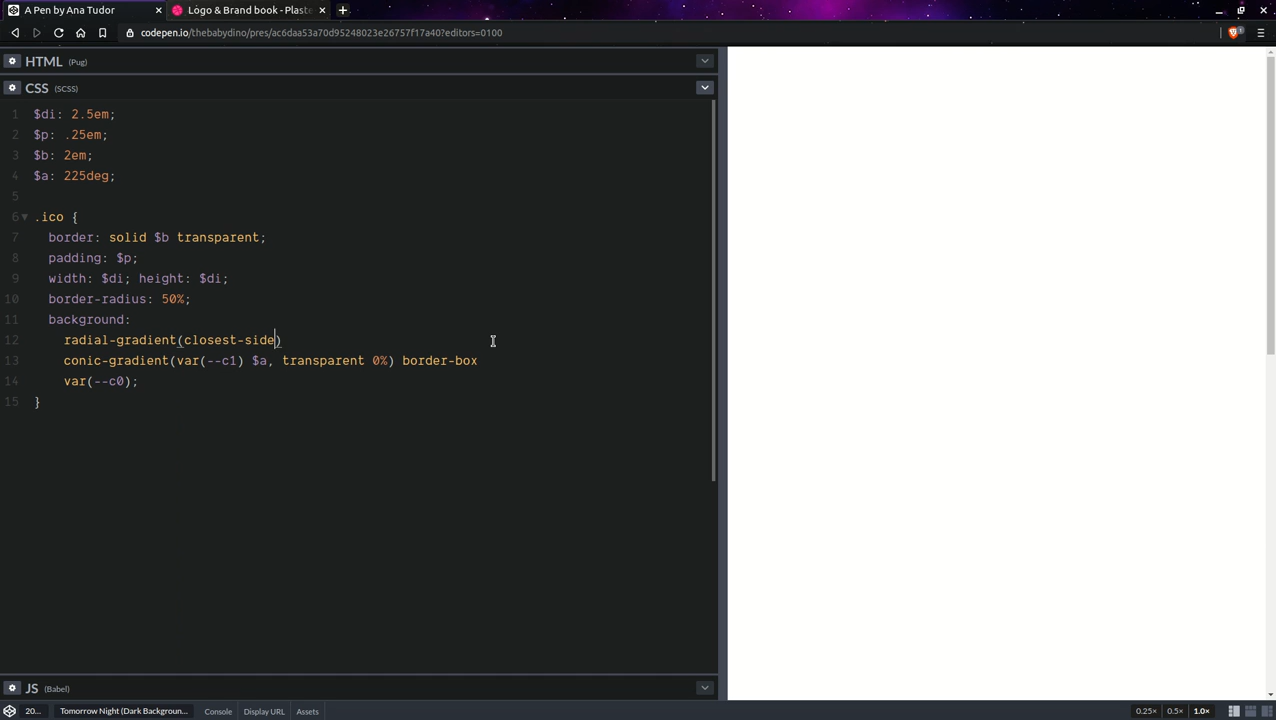 A Pen by Ana Tudor
Logo & Brand book - Plaste
codepen.io/thebabydino/pres/ac6daa53a70d95248023e26757f17a40?editors=0100
HTML (Pug)
CSS (SCSS)
1 $di: 2.5em;
2 $p: .25em;
3 $b: 2em;
4 $a: 225deg;
5
6 .ico {
7 border: solid $b transparent;
8 padding: $p;
9 width: $di; height: $di;
10 border-radius: 50%;
11 background:
12 radial-gradient(closest-side)
13 conic-gradient(var(--c1) $a, transparent 0%) border-box
14 var(--c0);
15 }
JS (Babel)
20... Tomorrow Night (Dark Backgroun... Console Display URL Assets 0.25× 0.5× 1.0×